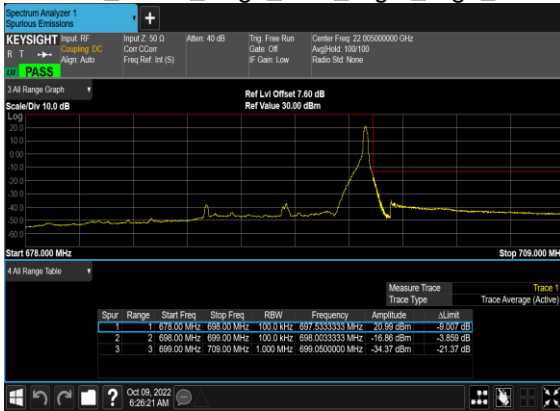 Spectrum Analyzer 1
Spurious Emissions
KEYSIGHT
R T
LW PASS
Input: RF
Coupling: DC
Align: Auto
Input Z: 50 Ω
Corr CCorr
Freq Ref: Int (S)
Atten: 40 dB
Trig: Free Run
Gate: Off
IF Gain: Low
Center Freq: 22.005000000 GHz
Avg|Hold: 100/100
Radio Std: None
3 All Range Graph
Scale/Div 10.0 dB
Ref Lvl Offset 7.60 dB
Ref Value 30.00 dBm
Log
20.0
10.0
0.00
-10.0
-20.0
-30.0
-40.0
-50.0
-60.0
Start 678.000 MHz
Stop 709.000 MH
4 All Range Table
Measure Trace Trace 1
Trace Type Trace Average (Active)
Spur Range Start Freq Stop Freq RBW Frequency Amplitude ΔLimit
1 1 678.00 MHz 698.00 MHz 100.0 kHz 697.5333333 MHz 20.99 dBm -9.007 dB
2 2 698.00 MHz 699.00 MHz 100.0 kHz 698.0033333 MHz -16.86 dBm -3.859 dB
3 3 699.00 MHz 709.00 MHz 1.000 MHz 699.0500000 MHz -34.37 dBm -21.37 dB
?
Oct 09, 2022
6:26:21 AM